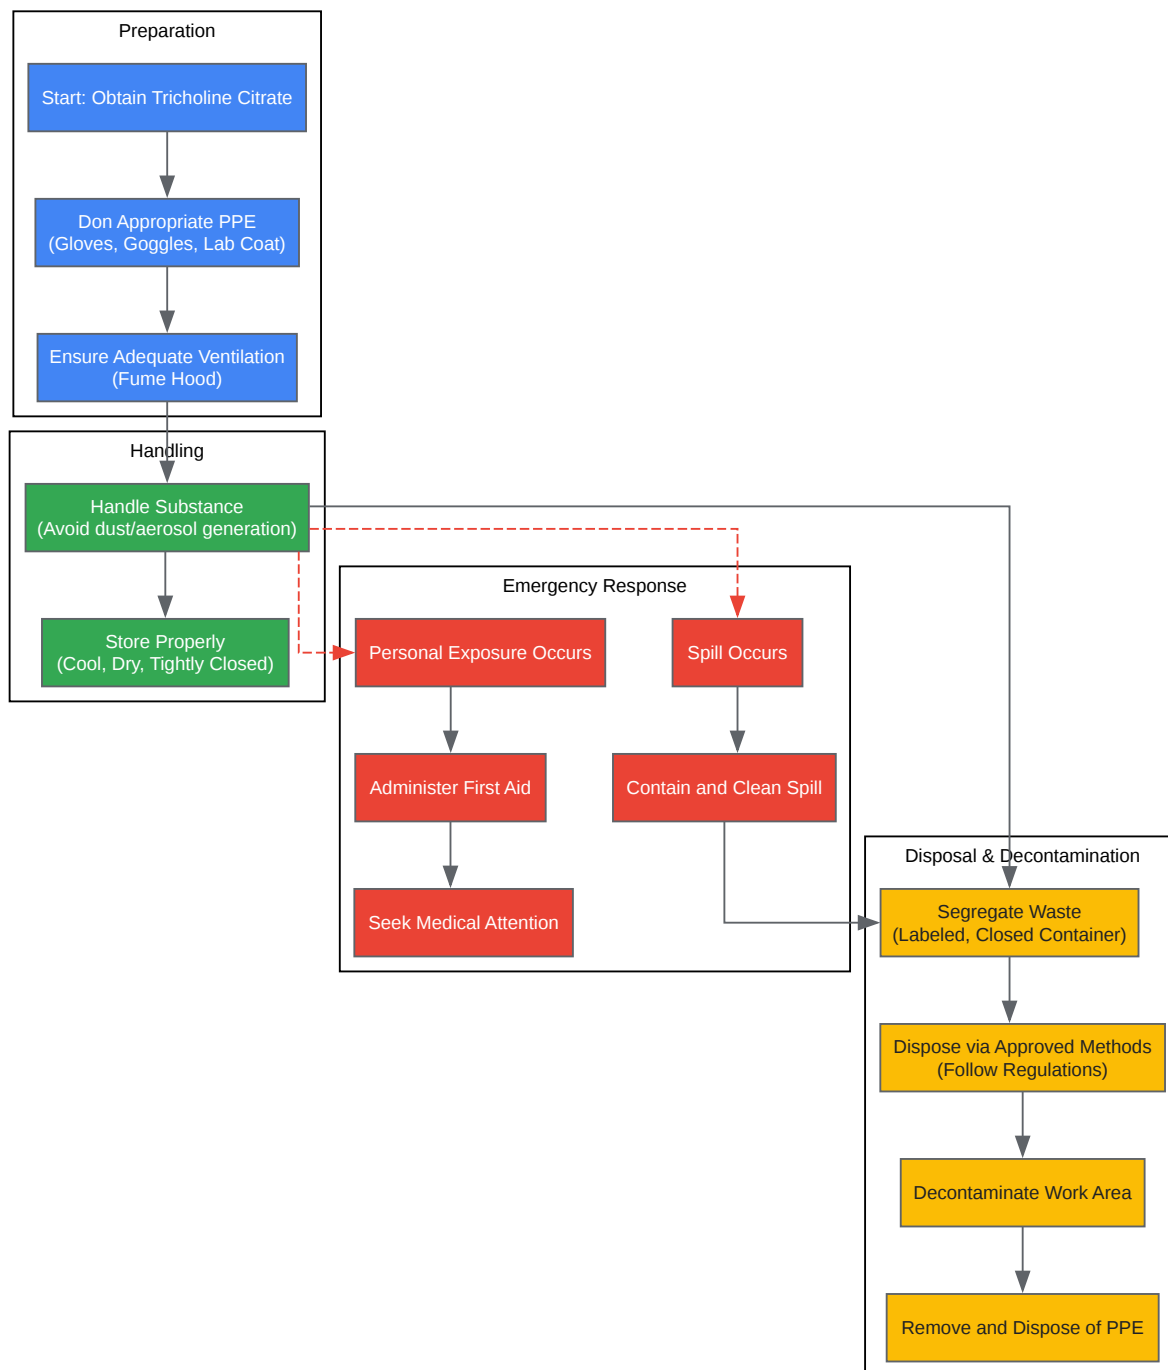 Preparation
Start: Obtain Tricholine Citrate
Don Appropriate PPE
(Gloves, Goggles, Lab Coat)
Ensure Adequate Ventilation
(Fume Hood)
Handling
Handle Substance
(Avoid dust/aerosol generation)
Store Properly
(Cool, Dry, Tightly Closed)
Emergency Response
Personal Exposure Occurs
Spill Occurs
Administer First Aid
Contain and Clean Spill
Seek Medical Attention
Disposal & Decontamination
Segregate Waste
(Labeled, Closed Container)
Dispose via Approved Methods
(Follow Regulations)
Decontaminate Work Area
Remove and Dispose of PPE